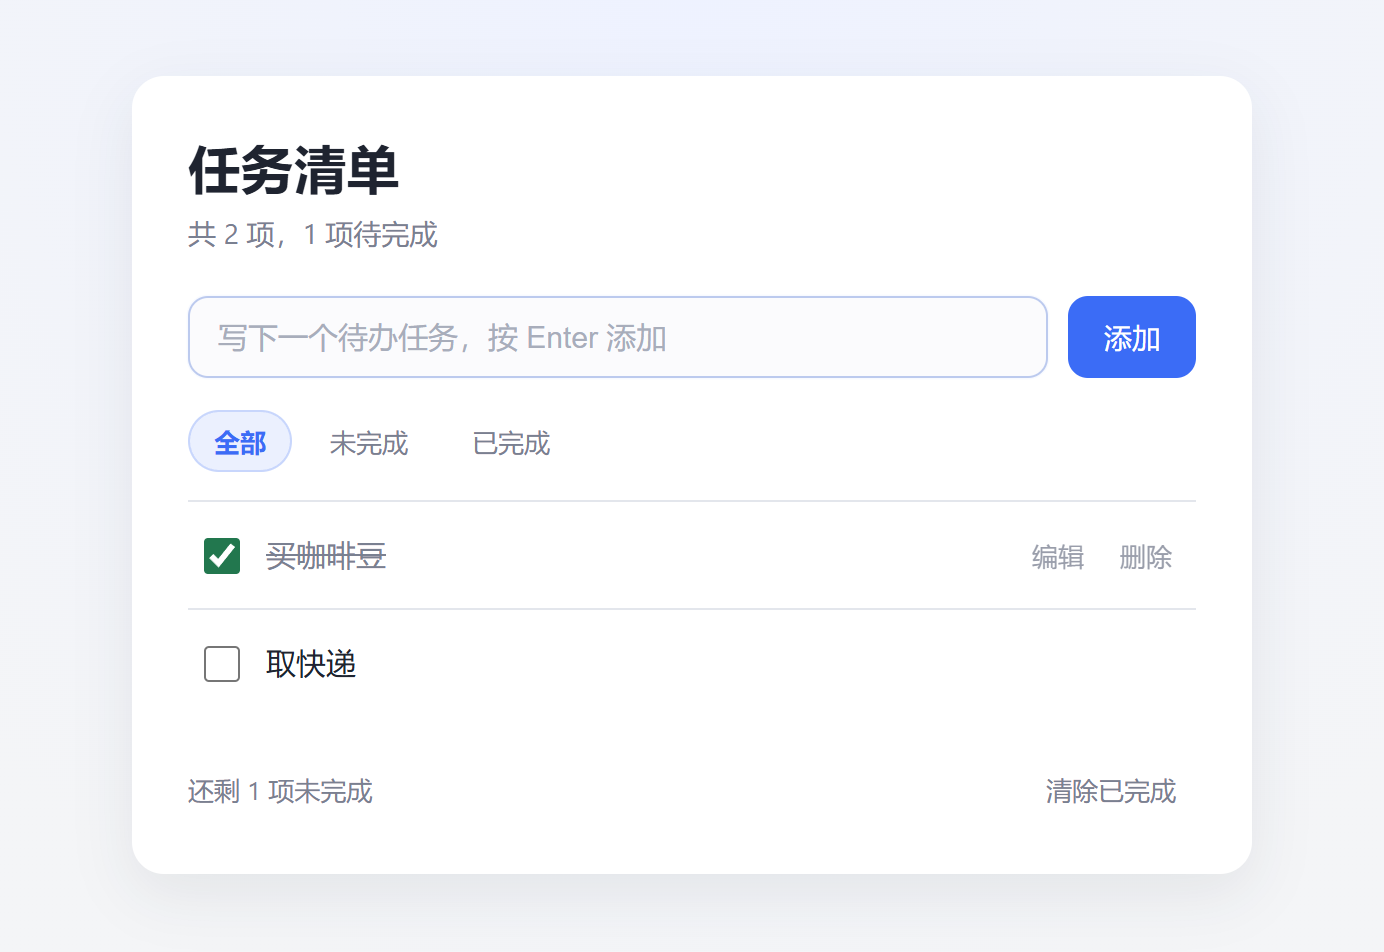 任务清单
共 2 项，1 项待完成
写下一个待办任务，按 Enter 添加
添加
全部 未完成 已完成
买咖啡豆 编辑 删除
取快递
还剩 1 项未完成 清除已完成